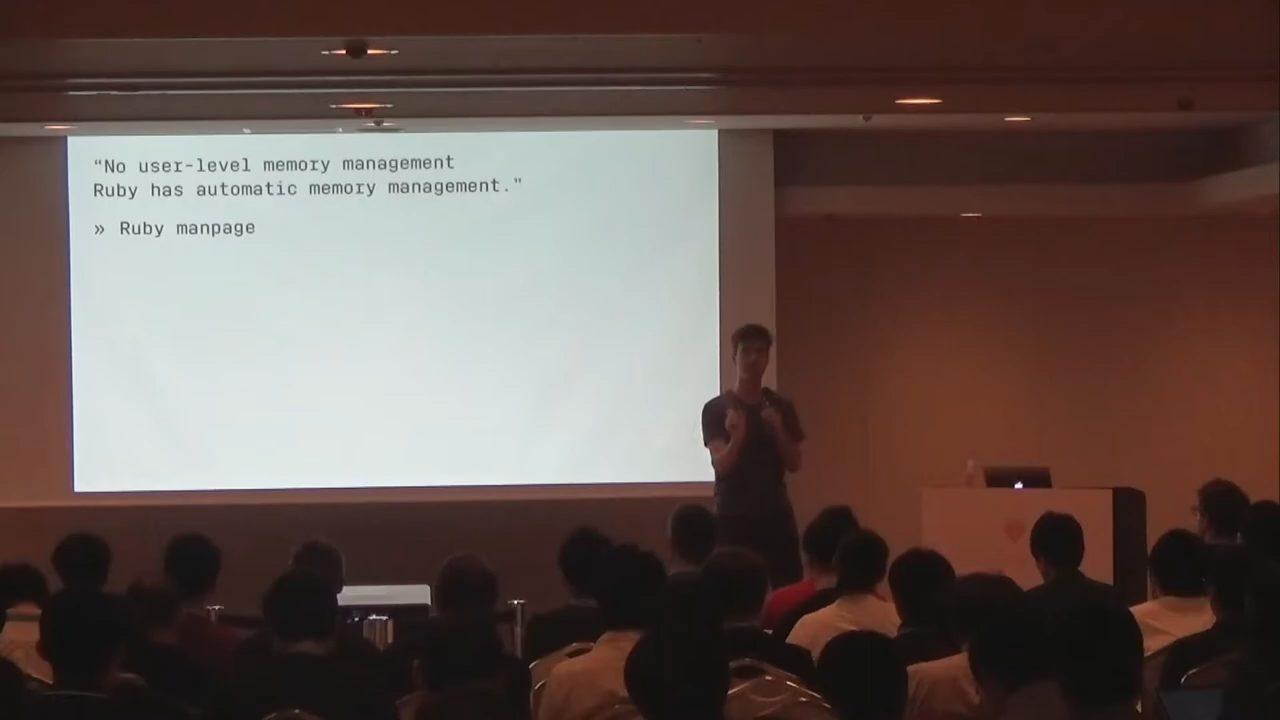 “No user-level memory management
Ruby has automatic memory management."
» Ruby manpage